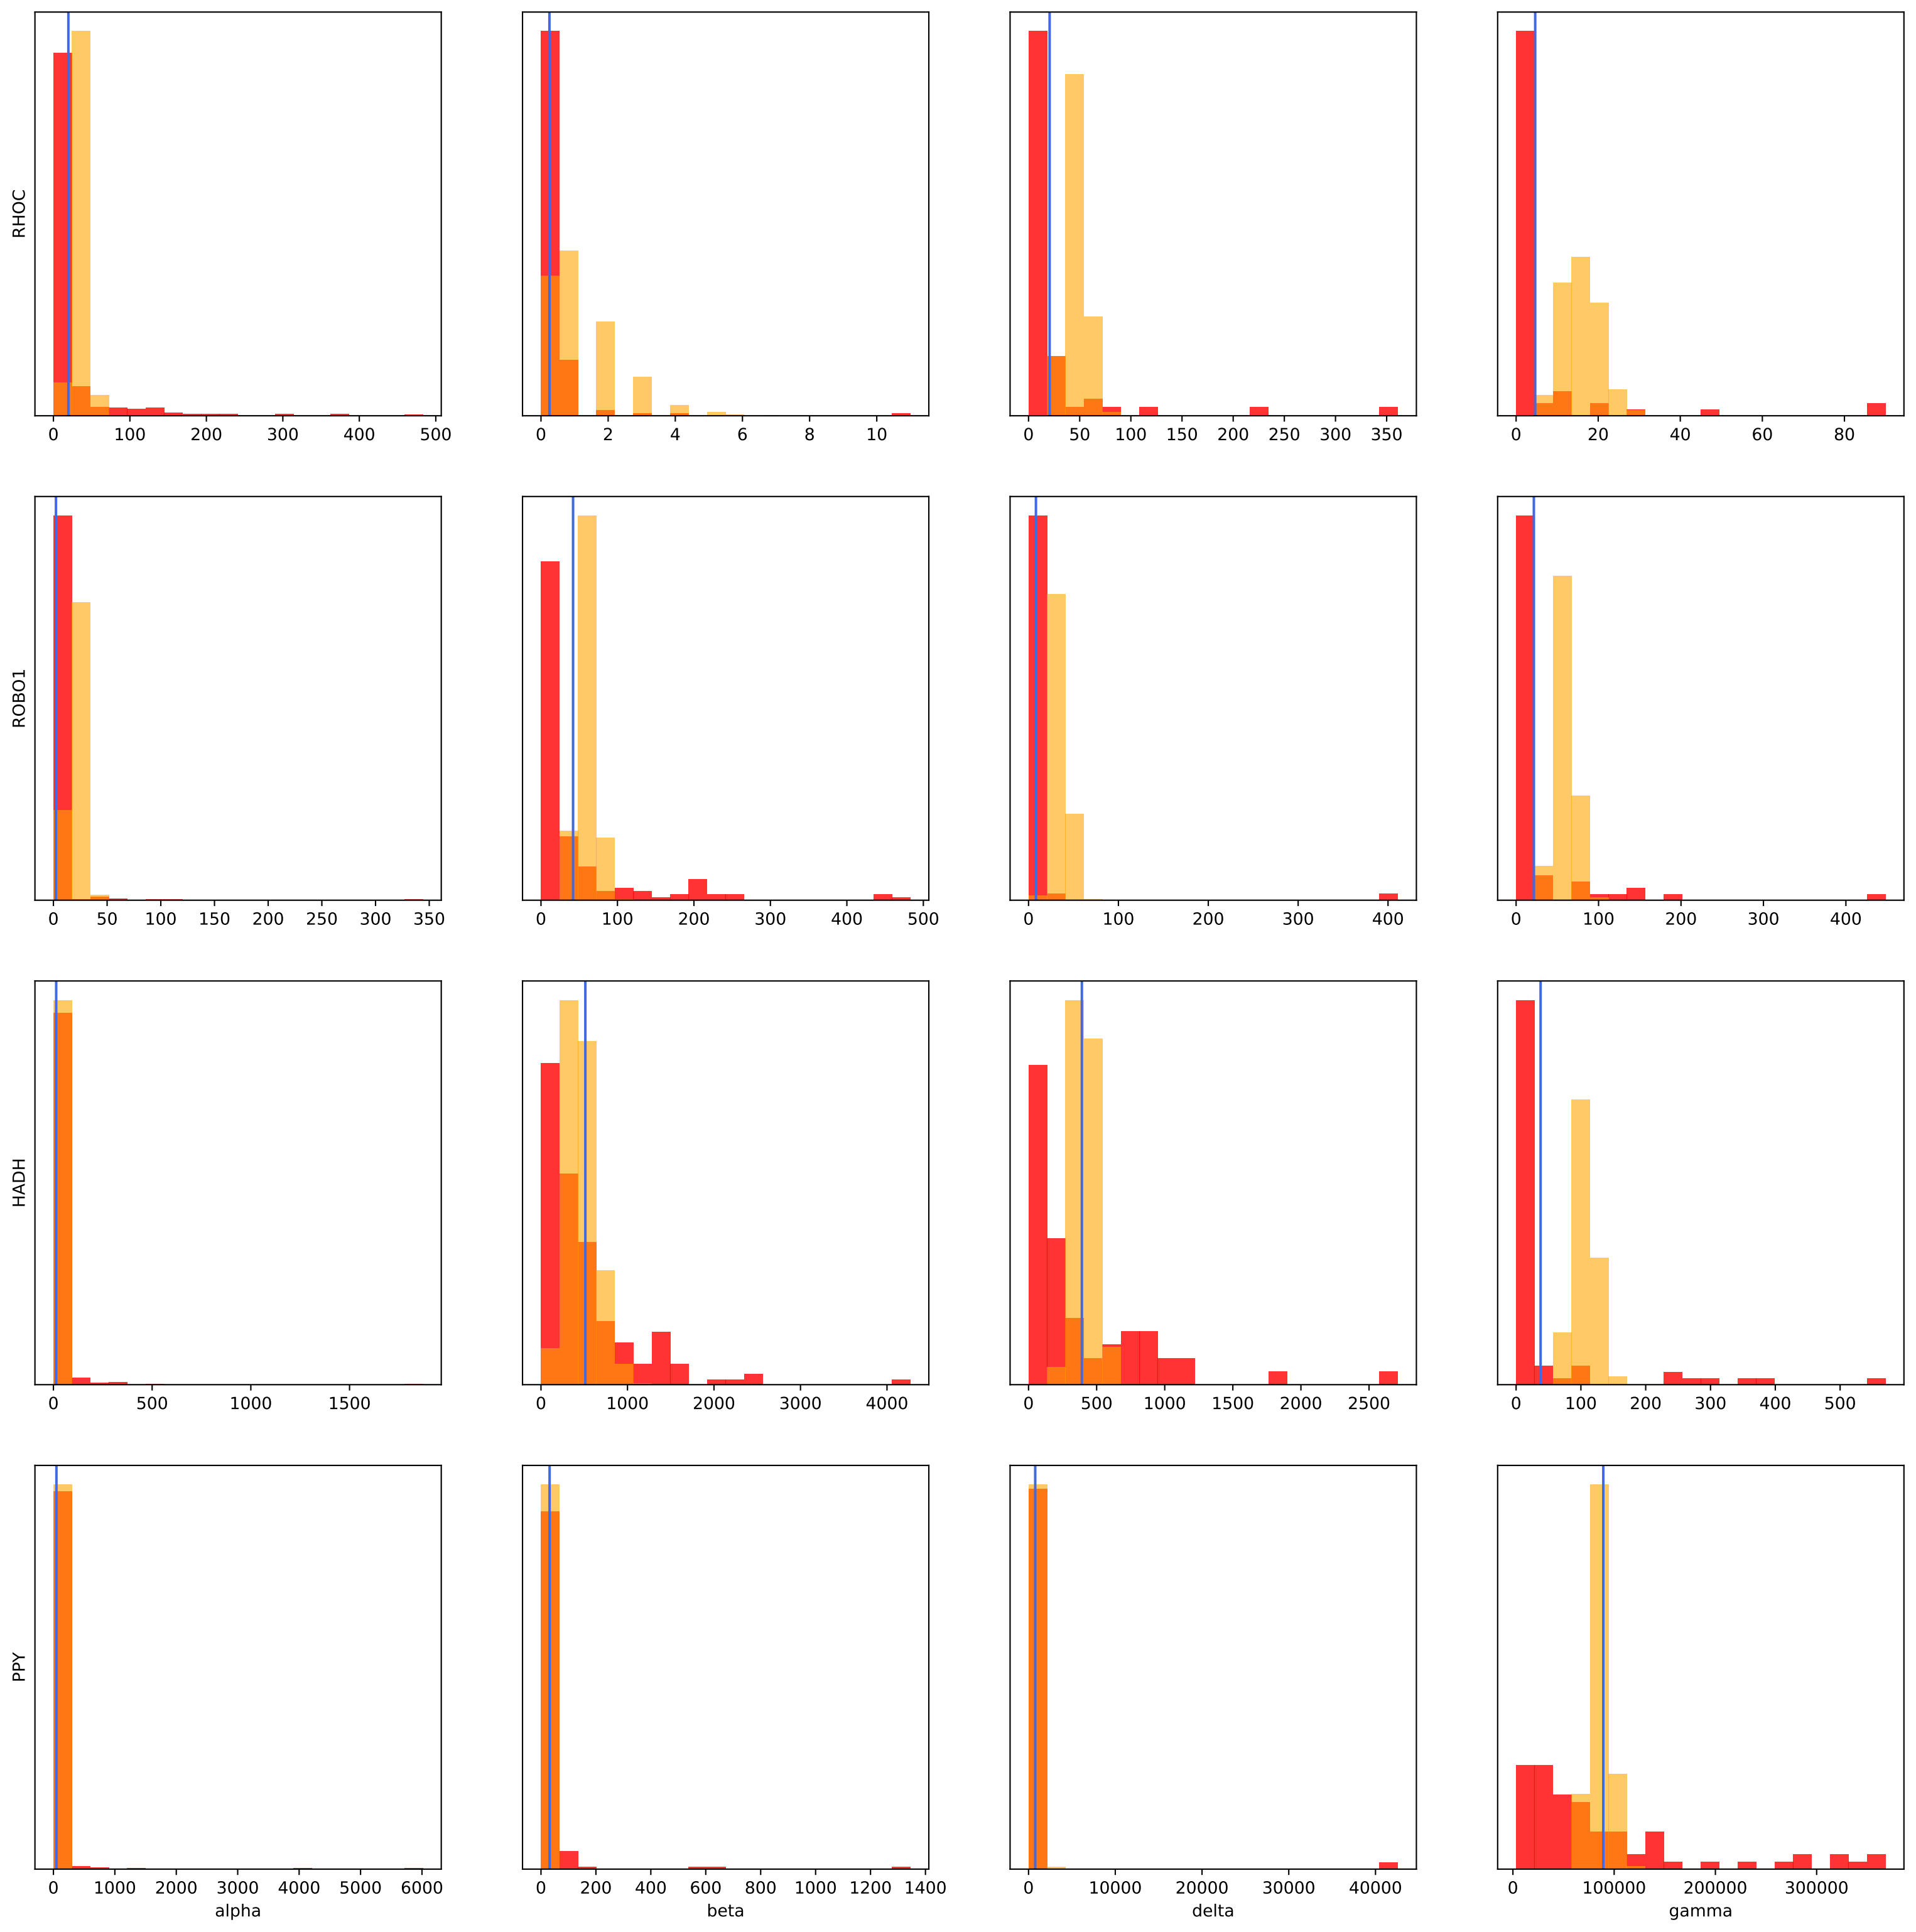 RHOC
0 100 200 300 400 500
0 2 4 6 8 10
0 50 100 150 200 250 300 350
0 20 40 60 80
ROBO1
0 50 100 150 200 250 300 350
0 100 200 300 400 500
0 100 200 300 400
0 100 200 300 400
HADH
0 500 1000 1500
0 1000 2000 3000 4000
0 500 1000 1500 2000 2500
0 100 200 300 400 500
PPY
0 1000 2000 3000 4000 5000 6000
0 200 400 600 800 1000 1200 1400
0 10000 20000 30000 40000
0 100000 200000 300000
alpha
beta
delta
gamma